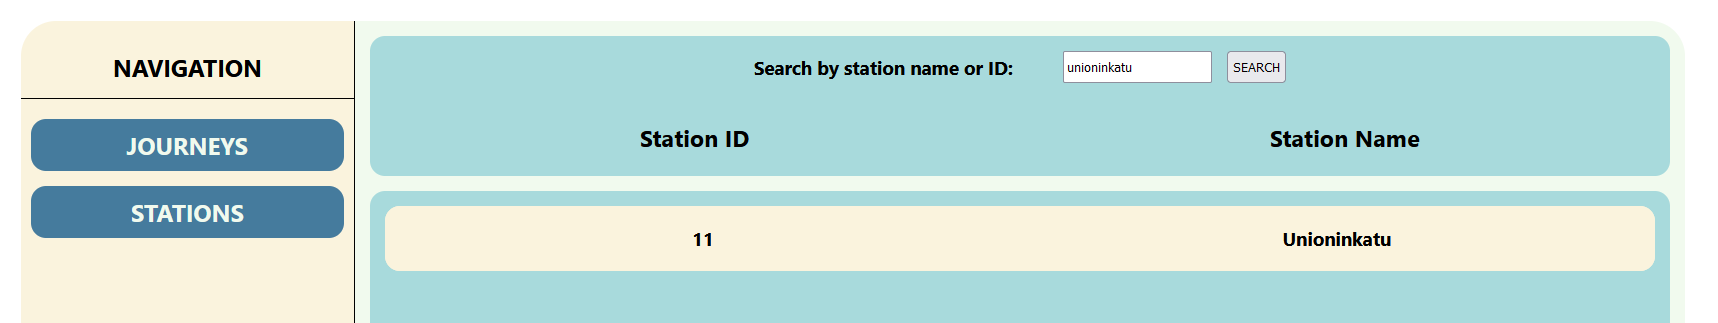 NAVIGATION
JOURNEYS
STATIONS
Search by station name or ID: unioninkatu SEARCH
Station ID Station Name
11 Unioninkatu